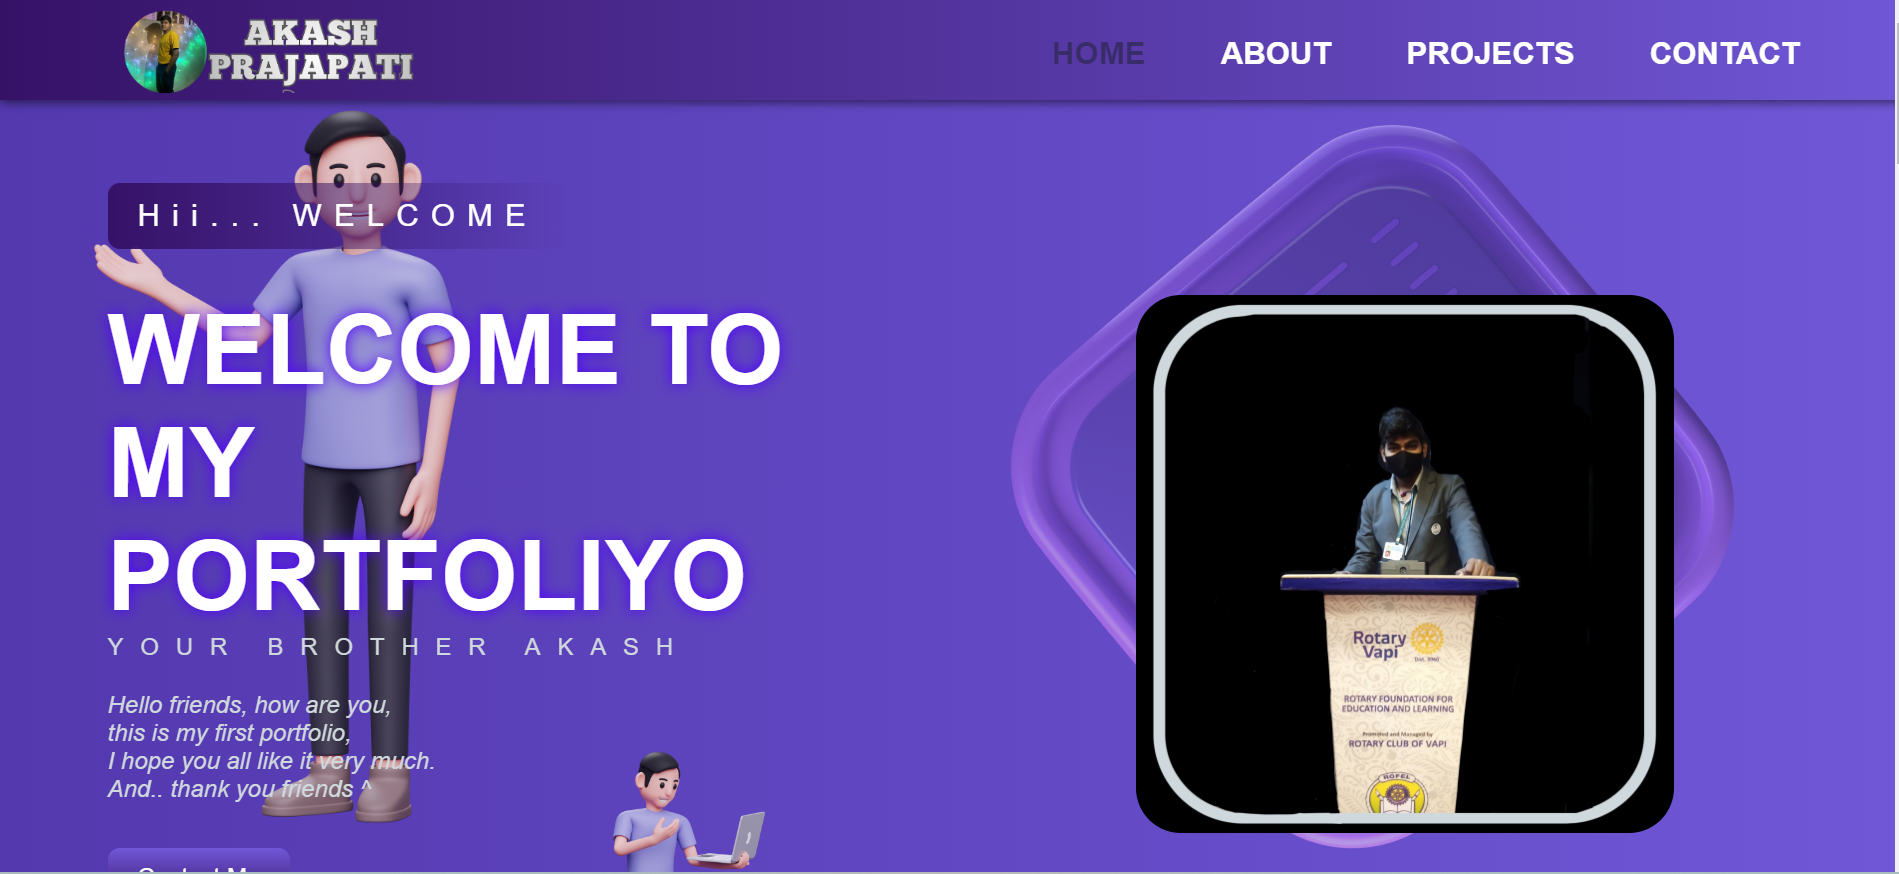 AKASH
PRAJAPATI
HOME ABOUT PROJECTS CONTACT
Hii... WELCOME
WELCOME TO
MY
PORTFOLIYO
YOUR BROTHER AKASH
Hello friends, how are you,
this is my first portfolio,
I hope you all like it very much.
And.. thank you friends ^
Rotary
Vapi
Dist. 3060
ROTARY FOUNDATION FOR
EDUCATION AND LEARNING
Promoted and Managed by
ROTARY CLUB OF VAPI
ROFEL